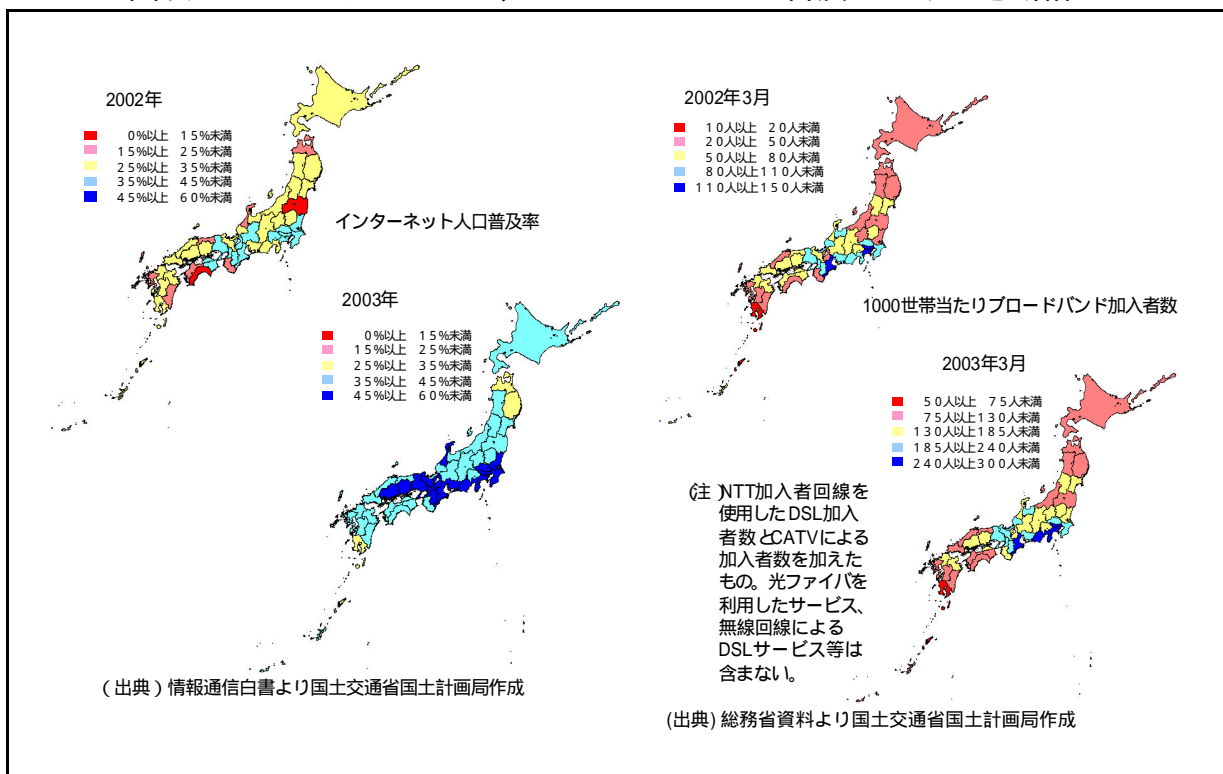 2002年
0%以上 15%未満
15%以上 25%未満
25%以上 35%未満
35%以上 45%未満
45%以上 60%未満
インターネット人口普及率
2003年
0%以上 15%未満
15%以上 25%未満
25%以上 35%未満
35%以上 45%未満
45%以上 60%未満
(出典)情報通信白書より国土交通省国土計画局作成
2002年3月
10人以上 20人未満
20人以上 50人未満
50人以上 80人未満
80人以上110人未満
110人以上150人未満
1000世帯当たりブロードバンド加入者数
2003年3月
50人以上 75人未満
75人以上130人未満
130人以上185人未満
185人以上240人未満
240人以上300人未満
(注)NTT加入者回線を
使用したDSL加入
者数とCATVによる
加入者数を加えた
もの。光ファイバを
利用したサービス、
無線回線による
DSLサービス等は
含まない。
(出典)総務省資料より国土交通省国土計画局作成